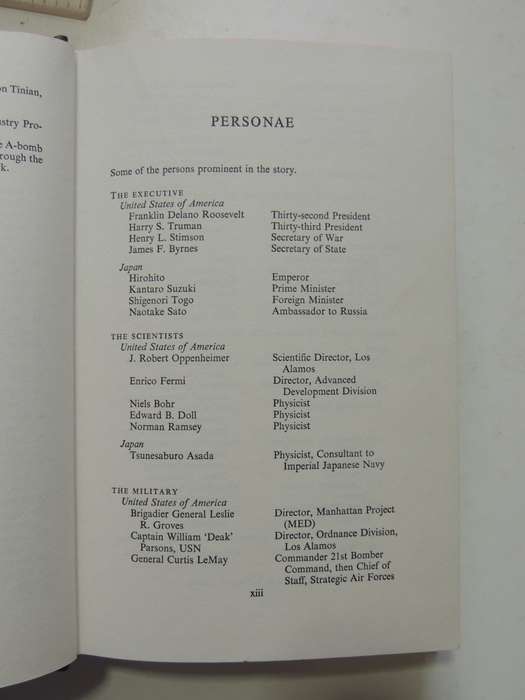 on Tinian,
ustry Pro-
e A-bomb
rough the
k.
PERSONAE
Some of the persons prominent in the story.
THE EXECUTIVE
United States of America
Franklin Delano Roosevelt Thirty-second President
Harry S. Truman Thirty-third President
Henry L. Stimson Secretary of War
James F. Byrnes Secretary of State
Japan
Hirohito Emperor
Kantaro Suzuki Prime Minister
Shigenori Togo Foreign Minister
Naotake Sato Ambassador to Russia
THE SCIENTISTS
United States of America
J. Robert Oppenheimer Scientific Director, Los
Alamos
Enrico Fermi Director, Advanced
Development Division
Niels Bohr Physicist
Edward B. Doll Physicist
Norman Ramsey Physicist
Japan
Tsunesaburo Asada Physicist, Consultant to
Imperial Japanese Navy
THE MILITARY
United States of America
Brigadier General Leslie Director, Manhattan Project
R. Groves (MED)
Captain William 'Deak' Director, Ordnance Division,
Parsons, USN Los Alamos
General Curtis LeMay Commander 21st Bomber
Command, then Chief of
Staff, Strategic Air Forces
xiii